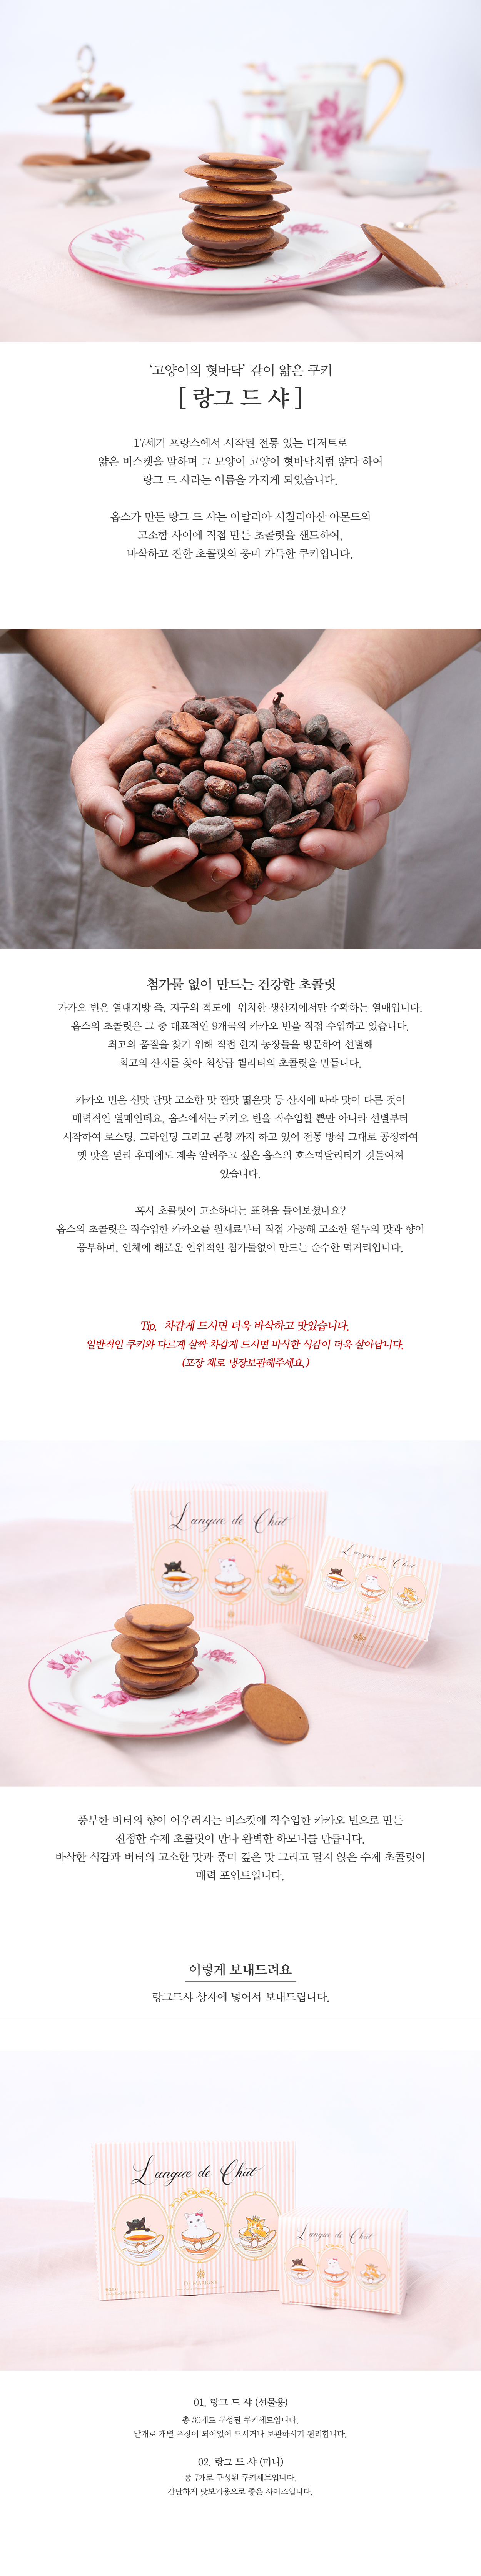 ‘고양이의 혓바닥’ 같이 얇은 쿠키
[ 랑그 드 샤 ]
17세기 프랑스에서 시작된 전통 있는 디저트로
얇은 비스켓을 말하며 그 모양이 고양이 혓바닥처럼 얇다 하여
랑그 드 샤라는 이름을 가지게 되었습니다.
옵스가 만든 랑그 드 샤는 이탈리아 시칠리아산 아몬드의
고소함 사이에 직접 만든 초콜릿을 샌드하여,
바삭하고 진한 초콜릿의 풍미 가득한 쿠키입니다.
첨가물 없이 만드는 건강한 초콜릿
카카오 빈은 열대지방 즉, 지구의 적도에 위치한 생산지에서만 수확하는 열매입니다.
옵스의 초콜릿은 그 중 대표적인 9개국의 카카오 빈을 직접 수입하고 있습니다.
최고의 품질을 찾기 위해 직접 현지 농장들을 방문하여 선별해
최고의 산지를 찾아 최상급 퀄리티의 초콜릿을 만듭니다.
카카오 빈은 신맛 단맛 고소한 맛 짠맛 떫은맛 등 산지에 따라 맛이 다른 것이
매력적인 열매인데요, 옵스에서는 카카오 빈을 직수입할 뿐만 아니라 선별부터
시작하여 로스팅, 그라인딩 그리고 콘칭 까지 하고 있어 전통 방식 그대로 공정하여
옛 맛을 널리 후대에도 계속 알려주고 싶은 옵스의 호스피탈리티가 깃들여져
있습니다.
혹시 초콜릿이 고소하다는 표현을 들어보셨나요?
옵스의 초콜릿은 직수입한 카카오를 원재료부터 직접 가공해 고소한 원두의 맛과 향이
풍부하며, 인체에 해로운 인위적인 첨가물없이 만드는 순수한 먹거리입니다.
Tip. 차갑게 드시면 더욱 바삭하고 맛있습니다.
일반적인 쿠키와 다르게 살짝 차갑게 드시면 바삭한 식감이 더욱 살아납니다.
(포장 채로 냉장보관해주세요.)
Langue de Chat
Langue de Chat
풍부한 버터의 향이 어우러지는 비스킷에 직수입한 카카오 빈으로 만든
진정한 수제 초콜릿이 만나 완벽한 하모니를 만듭니다.
바삭한 식감과 버터의 고소한 맛과 풍미 깊은 맛 그리고 달지 않은 수제 초콜릿이
매력 포인트입니다.
이렇게 보내드려요
랑그드샤 상자에 넣어서 보내드립니다.
Langue de Chat
Langue de Chat
01. 랑그 드 샤 (선물용)
총 30개로 구성된 쿠키세트입니다.
낱개로 개별 포장이 되어있어 드시거나 보관하시기 편리합니다.
02. 랑그 드 샤 (미니)
총 7개로 구성된 쿠키세트입니다.
간단하게 맛보기용으로 좋은 사이즈입니다.